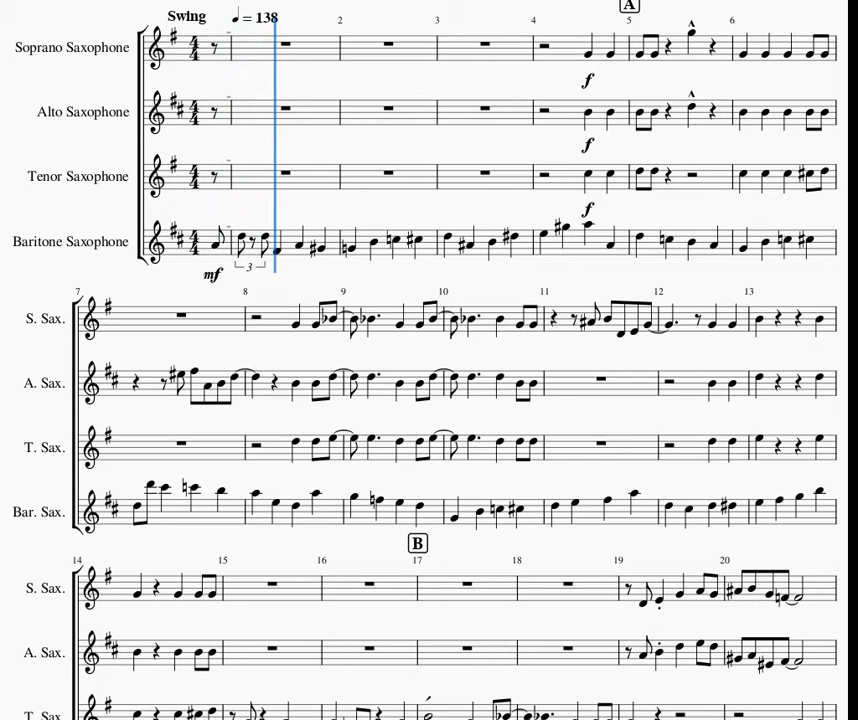 Swing ♩ = 138
A
Soprano Saxophone
2 3 4 5 6
f
Alto Saxophone
f
Tenor Saxophone
f
Baritone Saxophone
3
mf
7 8 9 10 11 12 13
S. Sax.
A. Sax.
T. Sax.
Bar. Sax.
B
14 15 16 17 18 19 20
S. Sax.
A. Sax.
T. Sax.